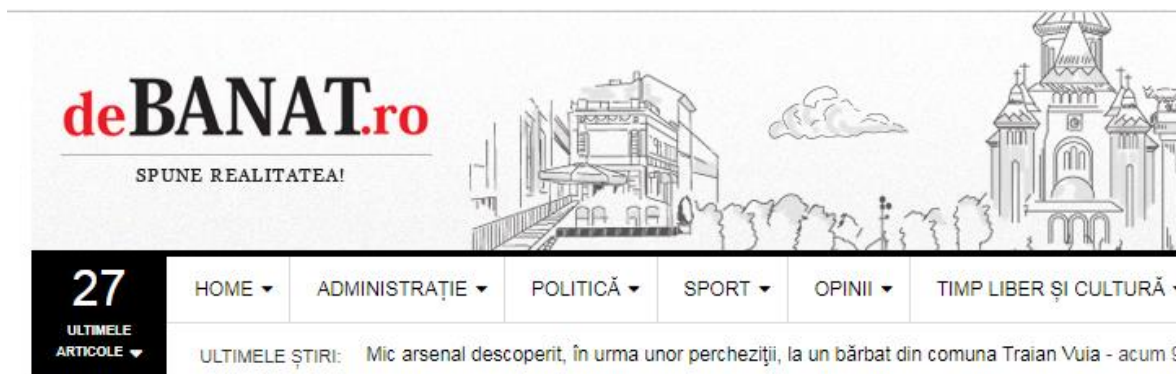 deBANAT.ro
SPUNE REALITATEA!
27
ULTIMELE
ARTICOLE
HOME
ADMINISTRAȚIE
POLITICĂ
SPORT
OPINII
TIMP LIBER ȘI CULTURĂ
ULTIMELE ȘTIRI: Mic arsenal descoperit, în urma unor percheziţii, la un bărbat din comuna Traian Vuia - acum 9